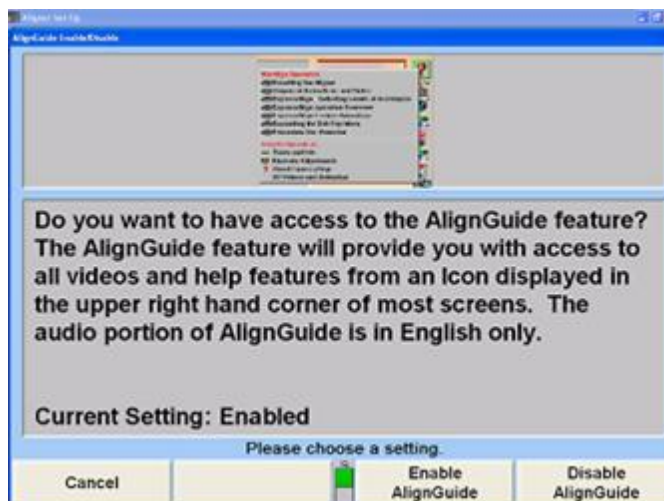 Aligner Set Up
AlignGuide Enable/Disable
Do you want to have access to the AlignGuide feature?
The AlignGuide feature will provide you with access to
all videos and help features from an Icon displayed in
the upper right hand corner of most screens. The
audio portion of AlignGuide is in English only.
Current Setting: Enabled
Please choose a setting.
Cancel
Enable
AlignGuide
Disable
AlignGuide